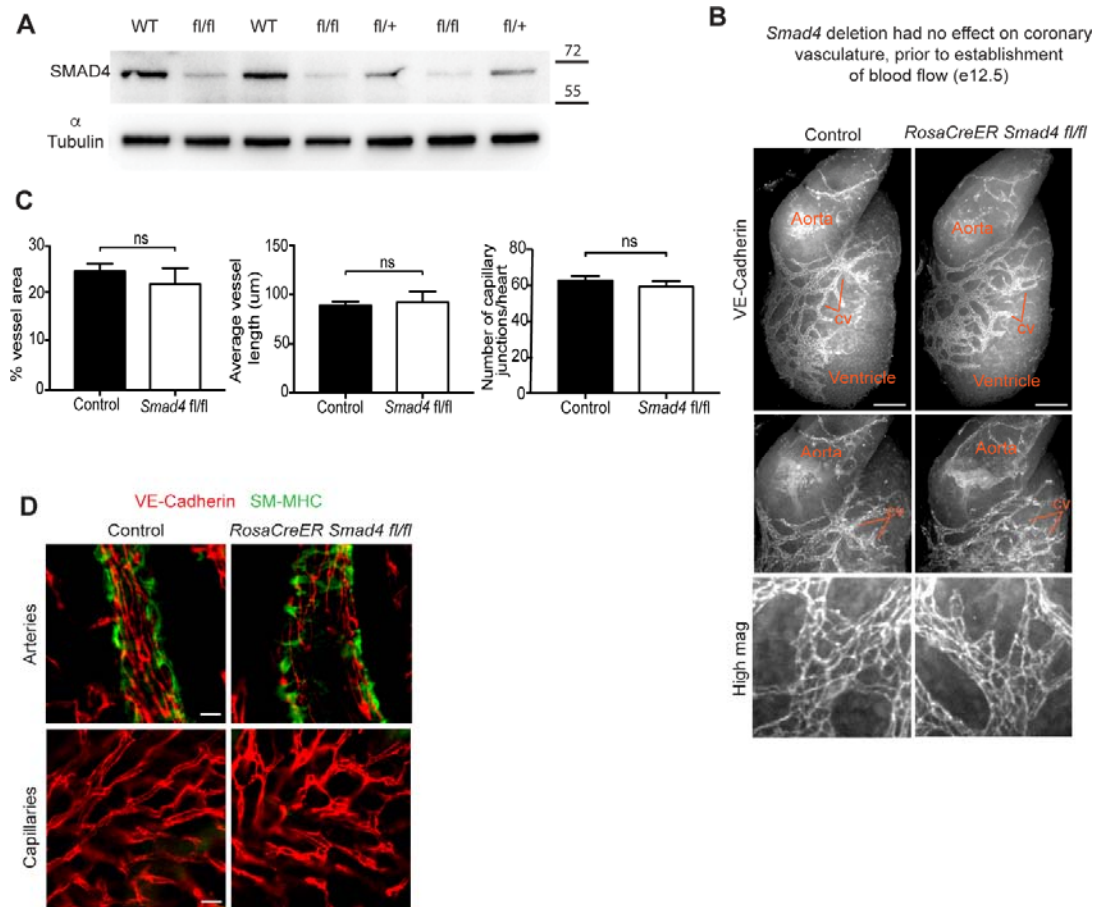 A
WT fl/fl WT fl/fl fl/+ fl/fl fl/+
SMAD4
72
55
α
Tubulin
B
Smad4 deletion had no effect on coronary
vasculature, prior to establishment
of blood flow (e12.5)
Control RosaCreER Smad4 fl/fl
VE-Cadherin
Aorta Aorta
cv cv
Ventricle Ventricle
Aorta Aorta
cv
High mag
C
% vessel area
30
20
10
0
ns
Control Smad4 fl/fl
Average vessel
length (um)
150
100
50
0
ns
Control Smad4 fl/fl
Number of capillary
junctions/heart
80
60
40
20
0
ns
Control Smad4 fl/fl
D
VE-Cadherin SM-MHC
Control RosaCreER Smad4 fl/fl
Arteries
Capillaries